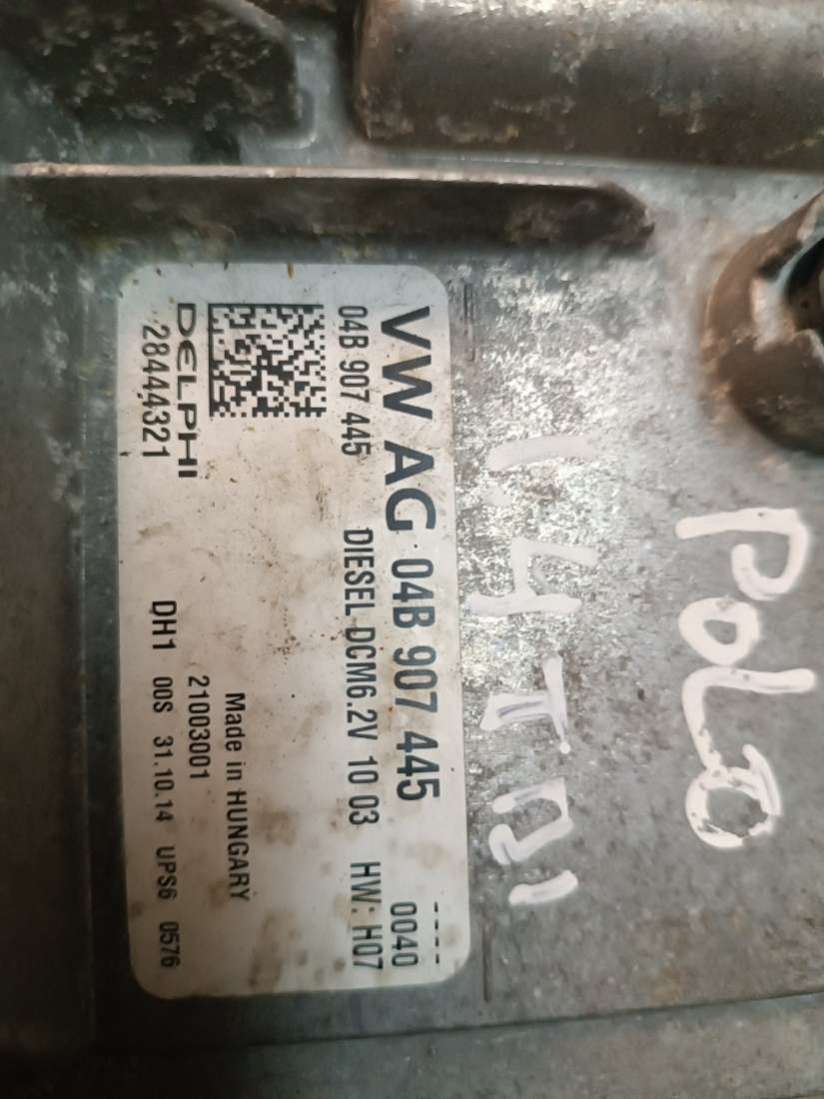 POLO
1.4 TDI
VW AG 04B 907 445 ----
04B 907 445 DIESEL DCM6.2V 10 03 HW: H07
0040
Made in HUNGARY
21003001
DELPHI
28444321 DH1 00S 31.10.14 UPS6 0576